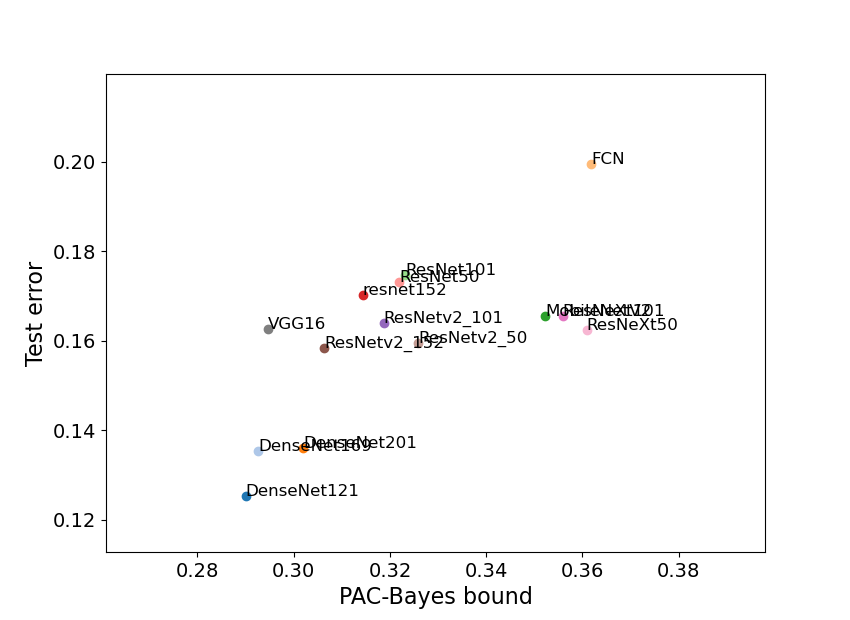 0.20
0.18
0.16
0.14
0.12
Test error
FCN
ResNet101
ResNet50
resnet152
MobileNetV2
ResNeXt101
ResNetv2_101
VGG16
ResNeXt50
ResNetv2_50
ResNetv2_152
DenseNet201
DenseNet169
DenseNet121
0.28 0.30 0.32 0.34 0.36 0.38
PAC-Bayes bound